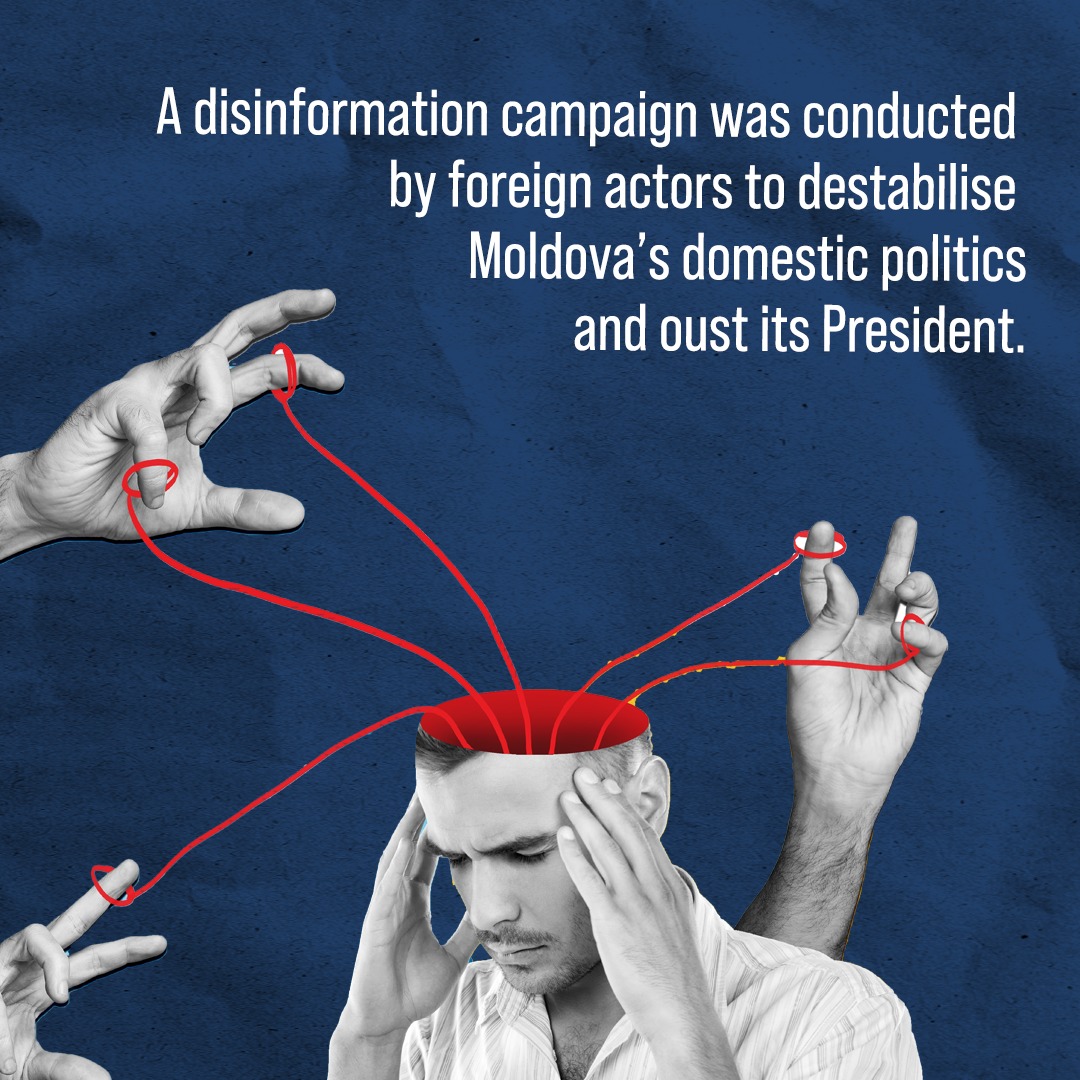 A disinformation campaign was conducted
by foreign actors to destabilise
Moldova’s domestic politics
and oust its President.